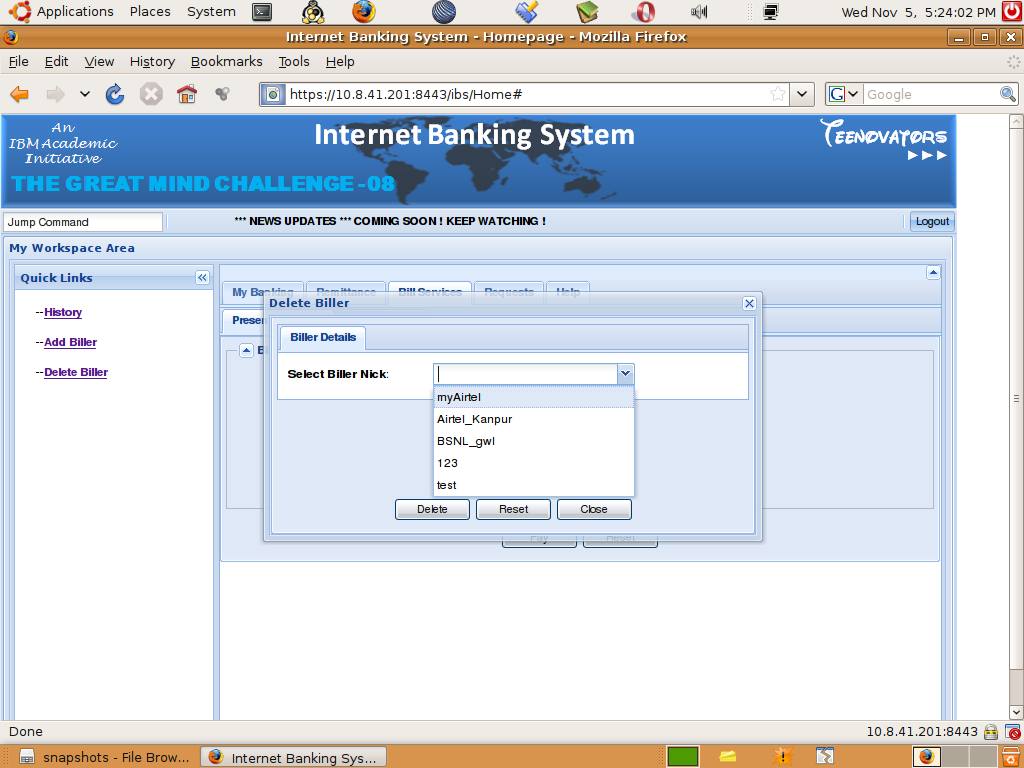 Applications Places System Wed Nov 5, 5:24:02 PM
Internet Banking System - Homepage - Mozilla Firefox
File Edit View History Bookmarks Tools Help
https://10.8.41.201:8443/ibs/Home# G Google
An
IBM Academic
Initiative
Internet Banking System
TEENOVATORS
THE GREAT MIND CHALLENGE -08
Jump Command *** NEWS UPDATES *** COMING SOON ! KEEP WATCHING ! Logout
My Workspace Area
Quick Links
--History
--Add Biller
--Delete Biller
My Banking Remittance Bill Services Requests Help
Delete Biller
Presen
Biller Details
Select Biller Nick:
myAirtel
Airtel_Kanpur
BSNL_gwl
123
test
Delete Reset Close
Pay Reset
Done 10.8.41.201:8443
snapshots - File Brow... Internet Banking Sys...